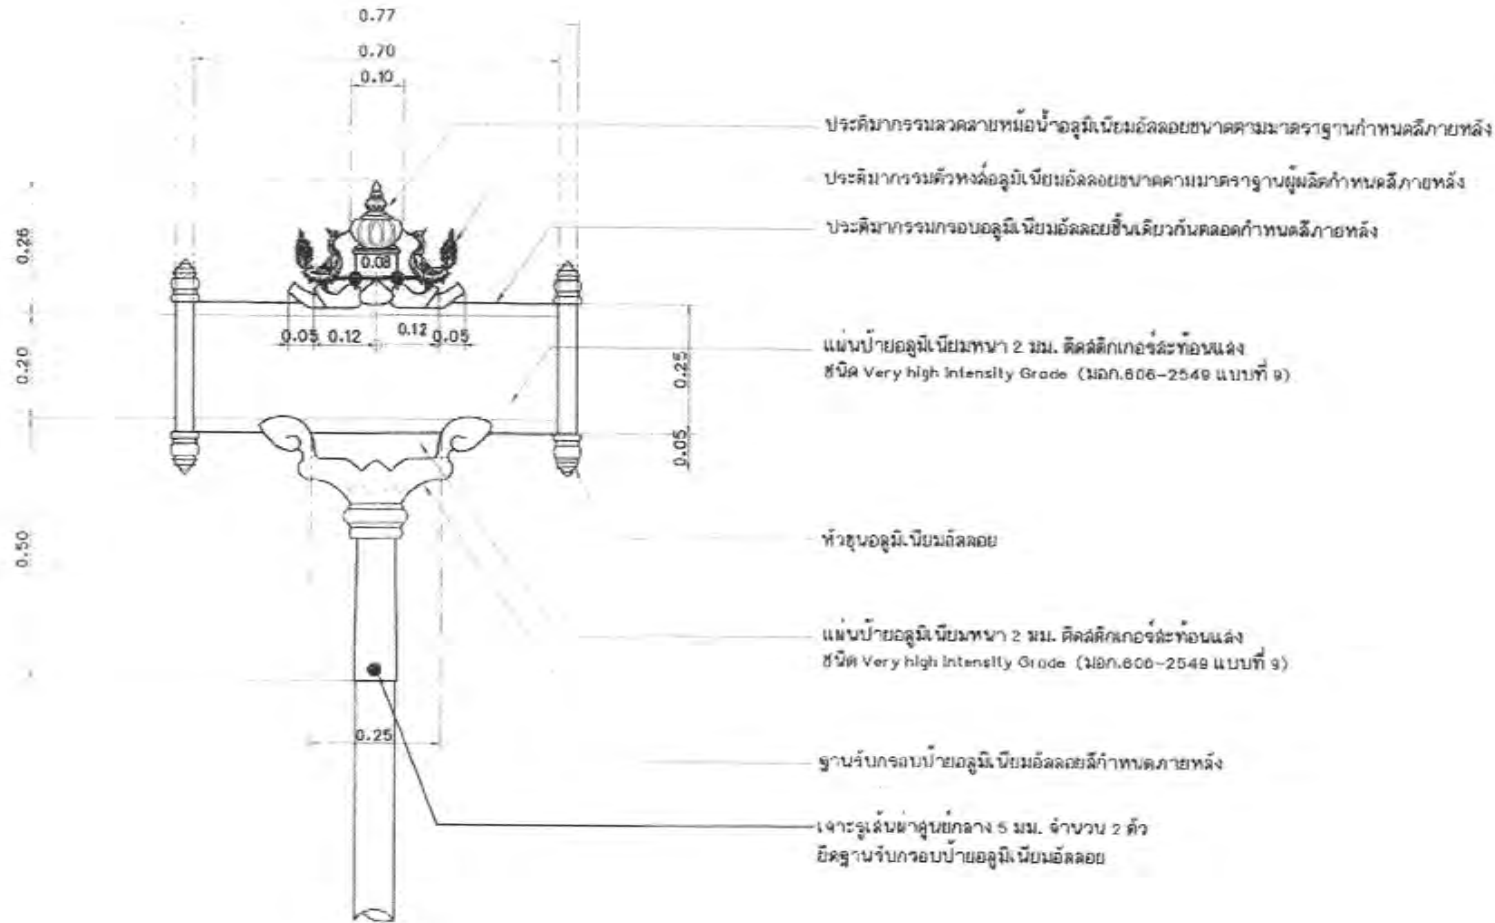 0.77
0.70
0.10
ประติมากรรมลวดลายหม้อน้ำอลูมิเนียมอัลลอยขนาดตามมาตราฐานกำหนดสีภายหลัง
ประติมากรรมตัวหงส์อลูมิเนียมอัลลอยขนาดตามมาตราฐานผู้ผลิตกำหนดสีภายหลัง
ประติมากรรมกรอบอลูมิเนียมอัลลอยชิ้นเดียวกันตลอดกำหนดสีภายหลัง
0.25
0.08
0.05 0.12 0.12 0.05
0.20
0.25
แผ่นป้ายอลูมิเนียมหนา 2 มม. ติดสติกเกอร์สะท้อนแสง
ชนิด Very high Intensity Grade (มอก.606-2549 แบบที่ 9)
0.05
0.50
หัวขุนอลูมิเนียมอัลลอย
แผ่นป้ายอลูมิเนียมหนา 2 มม. ติดสติกเกอร์สะท้อนแสง
ชนิด Very high Intensity Grade (มอก.606-2549 แบบที่ 9)
0.25
ฐานรับกรอบป้ายอลูมิเนียมอัลลอยสีกำหนดภายหลัง
เจาะรูเส้นผ่าศูนย์กลาง 5 มม. จำนวน 2 ตัว
ยึดฐานรับกรอบป้ายอลูมิเนียมอัลลอย